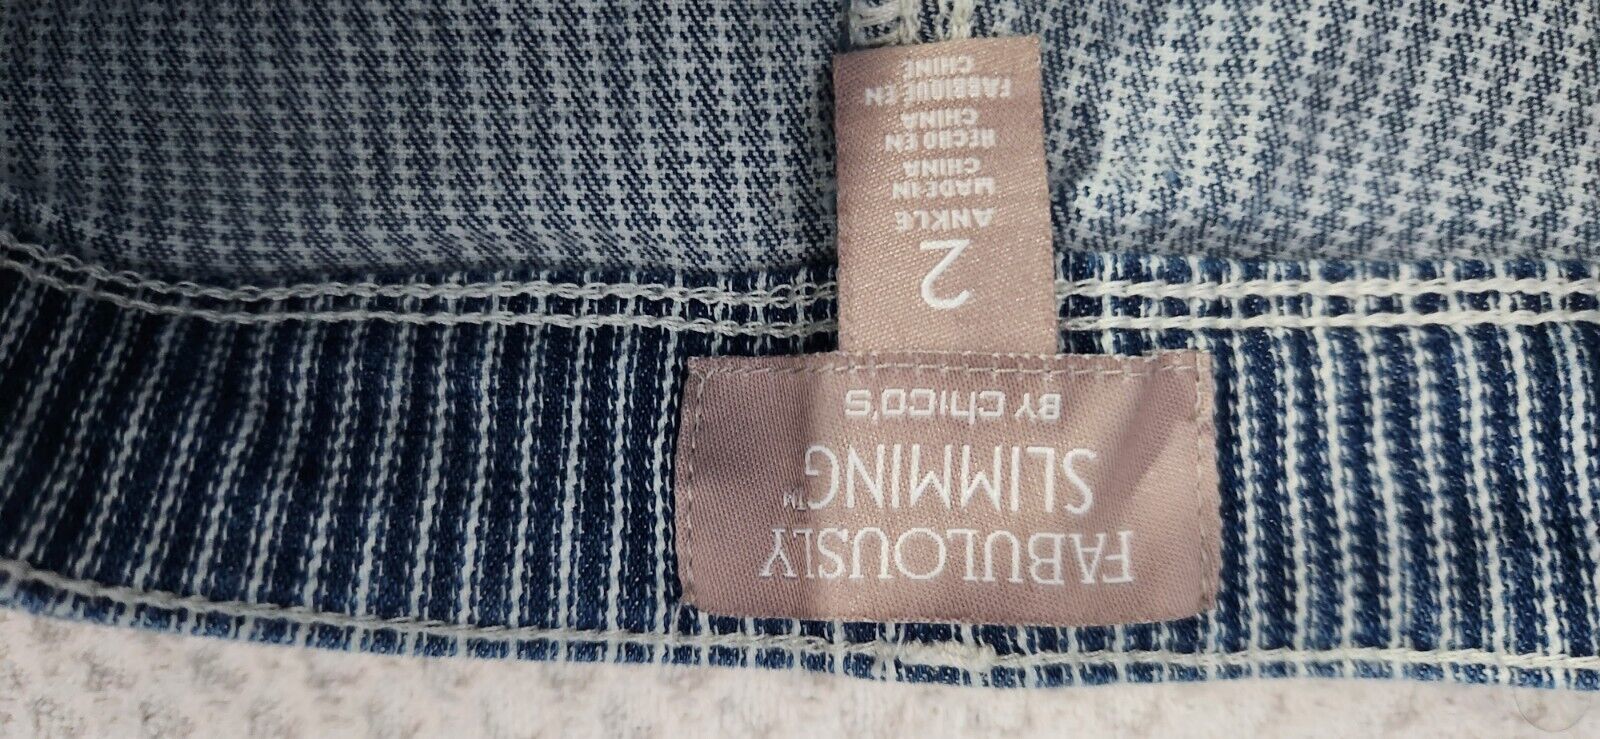 FABULOUSLY
SLIMMING™
BY CHICO'S
2
ANKLE
MADE IN
CHINA
HECHO EN
CHINA
FABRIQUE EN
CHINE